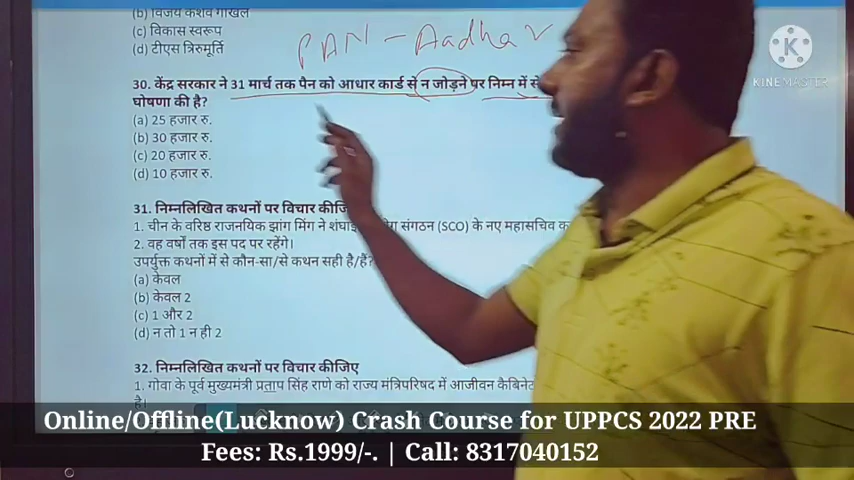 (b) विजय केशव गोखले
(c) विकास स्वरूप
(d) टीएस त्रिरुमूर्ति
PAN - Aadhar
30. केंद्र सरकार ने 31 मार्च तक पैन को आधार कार्ड से न जोड़ने पर निम्न में से
घोषणा की है?
(a) 25 हजार रु.
(b) 30 हजार रु.
(c) 20 हजार रु.
(d) 10 हजार रु.
31. निम्नलिखित कथनों पर विचार कीजि
1. चीन के वरिष्ठ राजनयिक झांग मिंग ने शंघाई संगठन (SCO) के नए महासचिव
2. वह वर्षों तक इस पद पर रहेंगे।
उपर्युक्त कथनों में से कौन-सा/से कथन सही है/हैं?
(a) केवल
(b) केवल 2
(c) 1 और 2
(d) न तो 1 न ही 2
32. निम्नलिखित कथनों पर विचार कीजिए
1. गोवा के पूर्व मुख्यमंत्री प्रताप सिंह राणे को राज्य मंत्रिपरिषद में आजीवन कैबिनेट
है।
Online/Offline(Lucknow) Crash Course for UPPCS 2022 PRE
Fees: Rs.1999/-. | Call: 8317040152
K
KINEMASTER